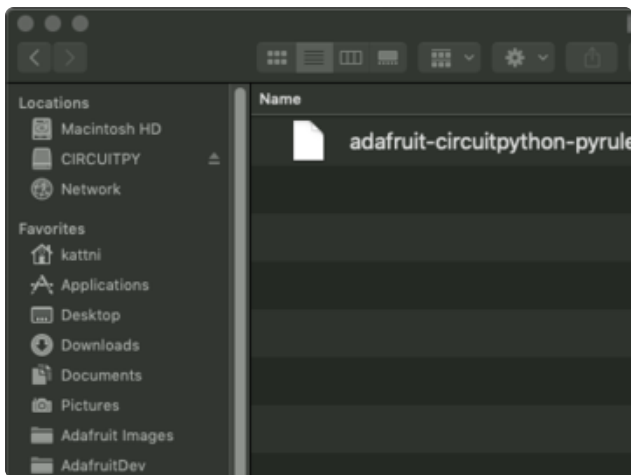 Locations
Macintosh HD
CIRCUITPY
Network
Favorites
kattni
Applications
Desktop
Downloads
Documents
Pictures
Adafruit Images
AdafruitDev
Name
adafruit-circuitpython-pyrule